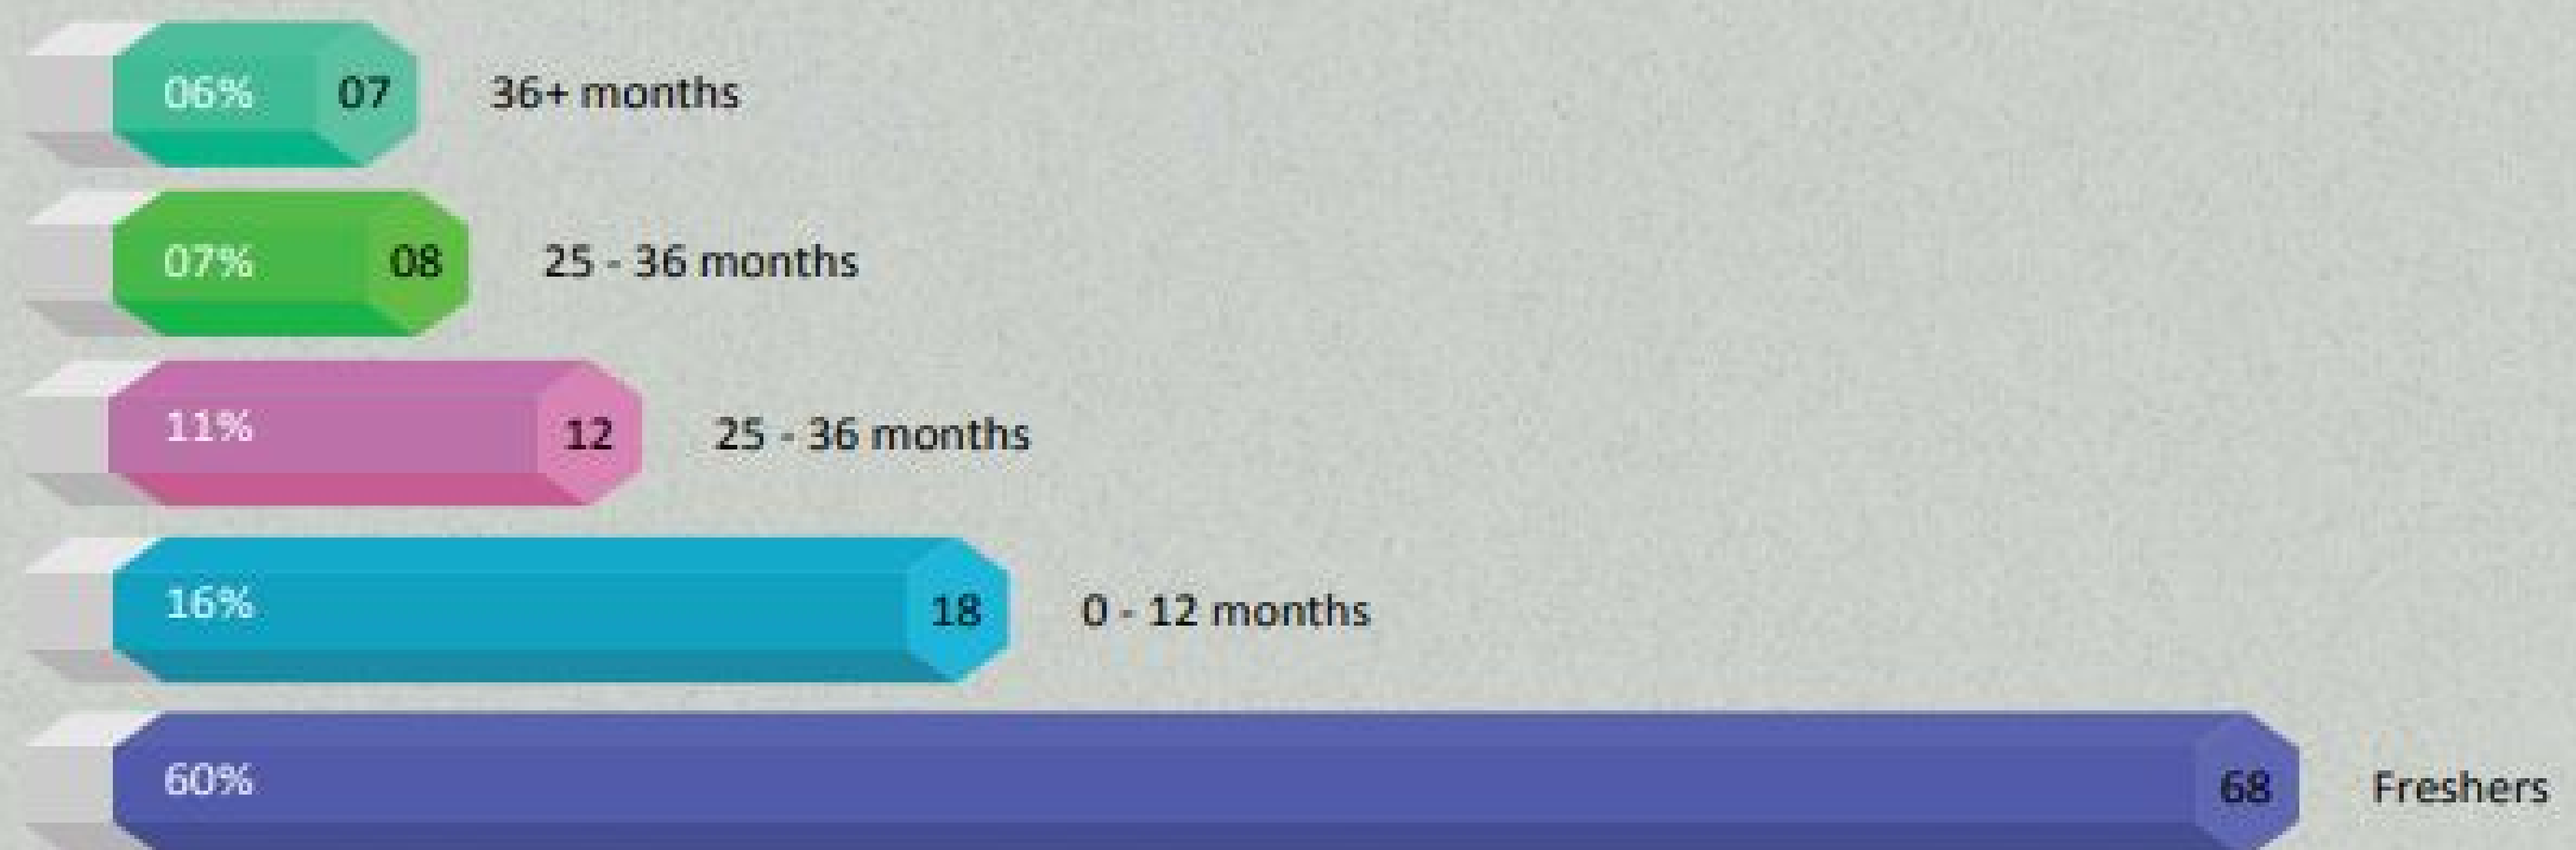 06% 07 36+ months
07% 08 25 - 36 months
11% 12 25 - 36 months
16% 18 0 - 12 months
60% 68 Freshers